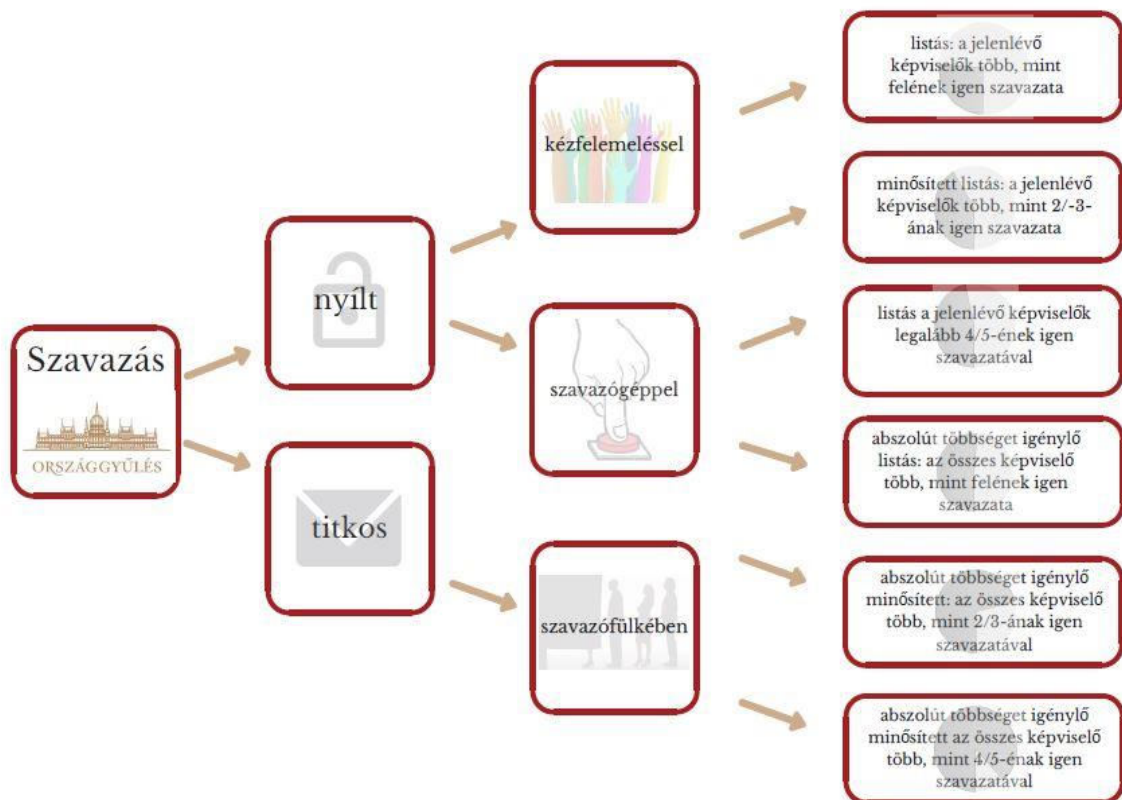 Szavazás
ORSZÁGGYŰLÉS
nyílt
titkos
kézfelemeléssel
szavazógéppel
szavazófülkében
listás: a jelenlévő
képviselők több, mint
felének igen szavazata
minősített listás: a jelenlévő
képviselők több, mint 2/-3-
ának igen szavazata
listás a jelenlévő képviselők
legalább 4/5-ének igen
szavazatával
abszolút többséget igénylő
listás: az összes képviselő
több, mint felének igen
szavazata
abszolút többséget igénylő
minősített: az összes képviselő
több, mint 2/3-ának igen
szavazatával
abszolút többséget igénylő
minősített az összes képviselő
több, mint 4/5-énak igen
szavazatával